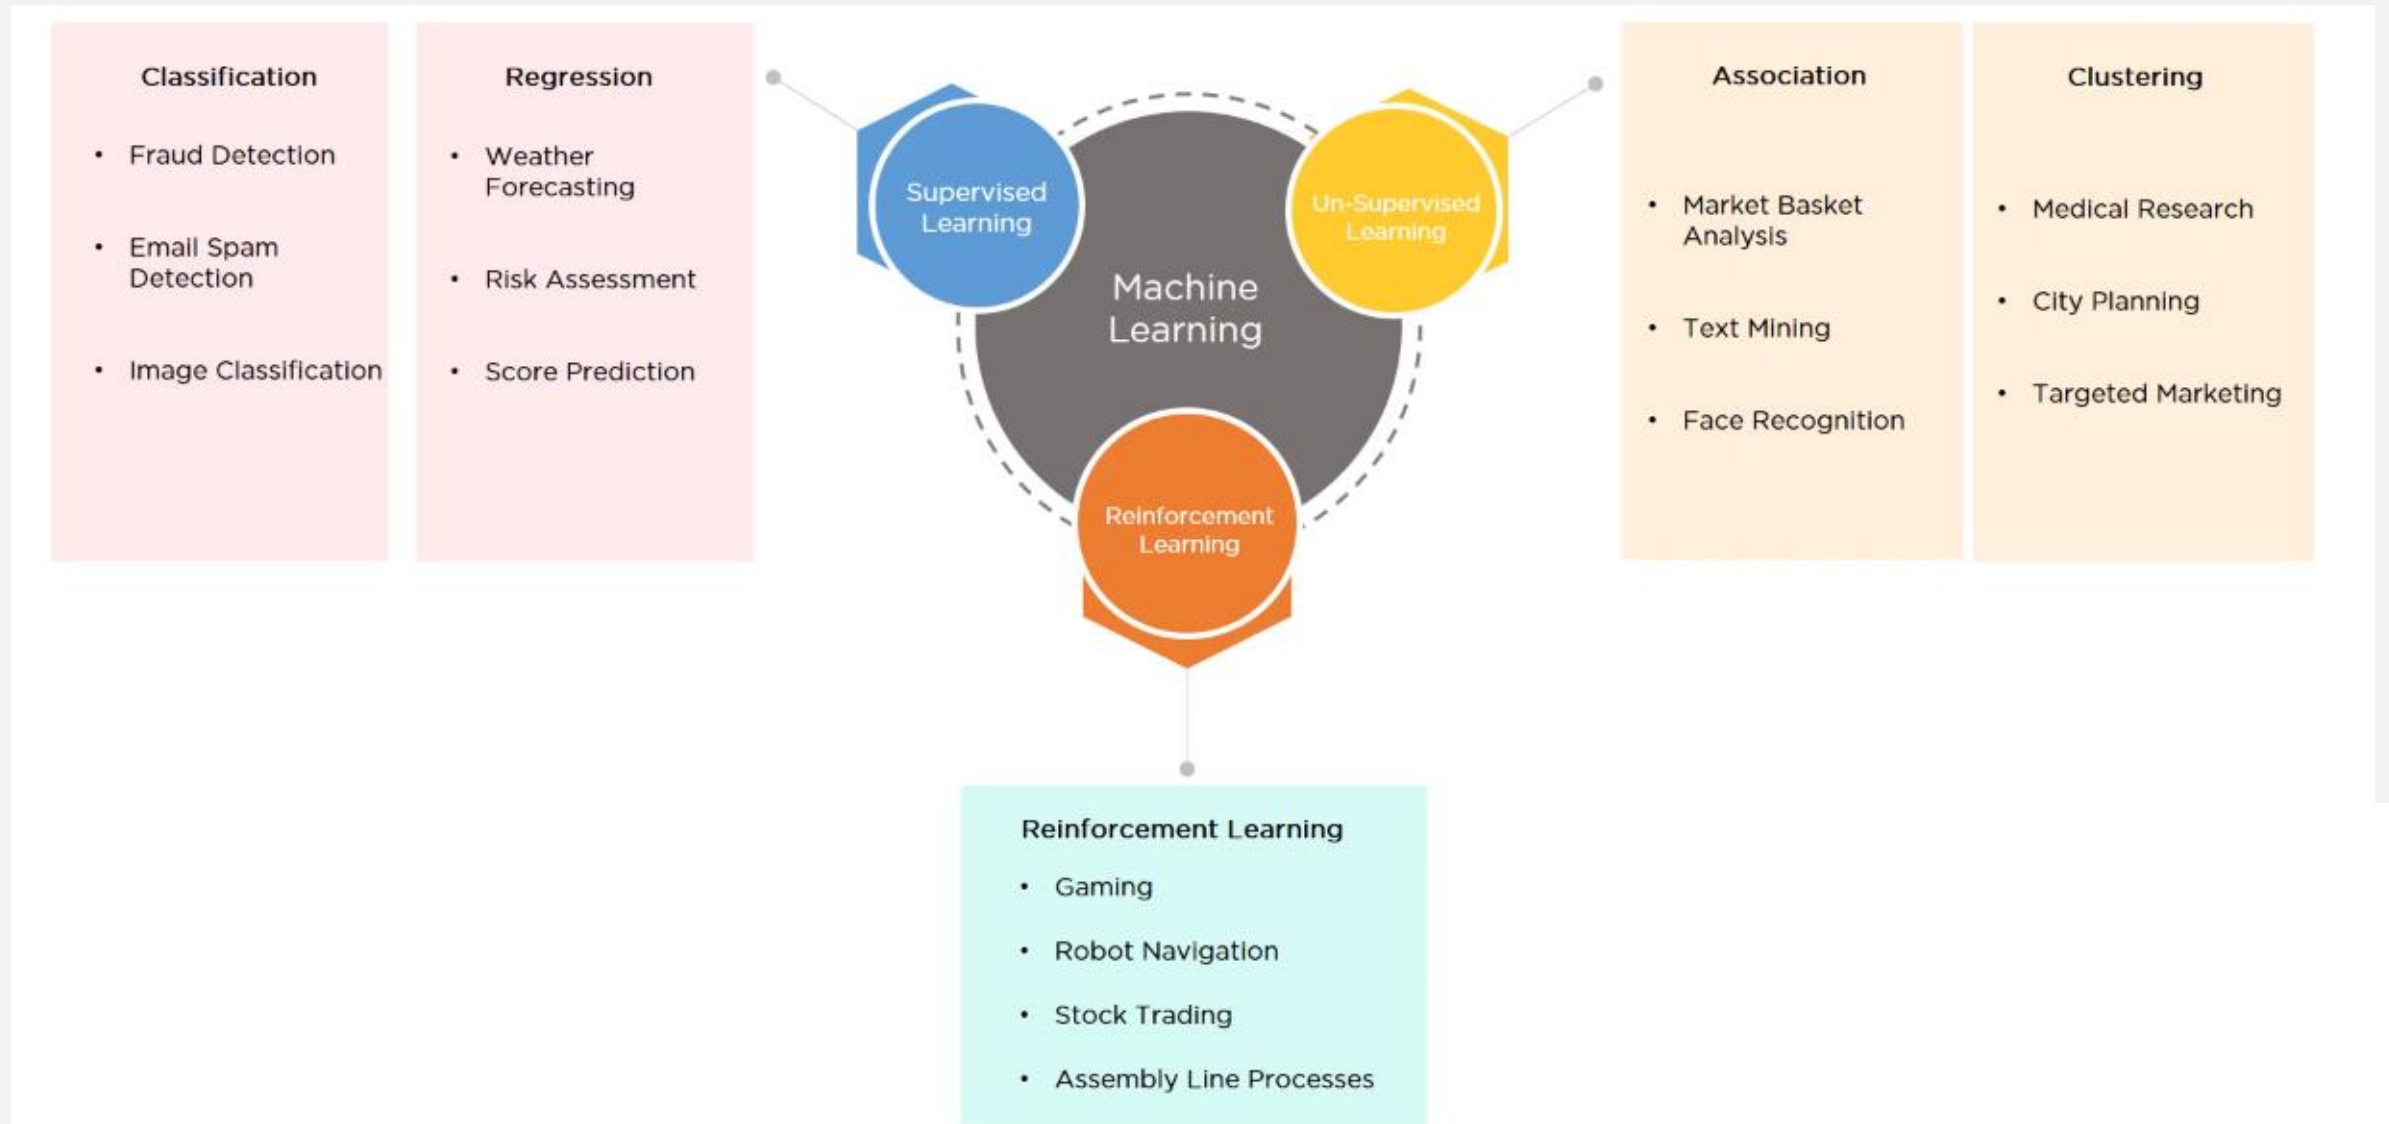 Classification
• Fraud Detection
• Email Spam
Detection
• Image Classification
Regression
• Weather
Forecasting
• Risk Assessment
• Score Prediction
Supervised
Learning
Un-Supervised
Learning
Machine
Learning
Reinforcement
Learning
Association
• Market Basket
Analysis
• Text Mining
• Face Recognition
Clustering
• Medical Research
• City Planning
• Targeted Marketing
Reinforcement Learning
• Gaming
• Robot Navigation
• Stock Trading
• Assembly Line Processes